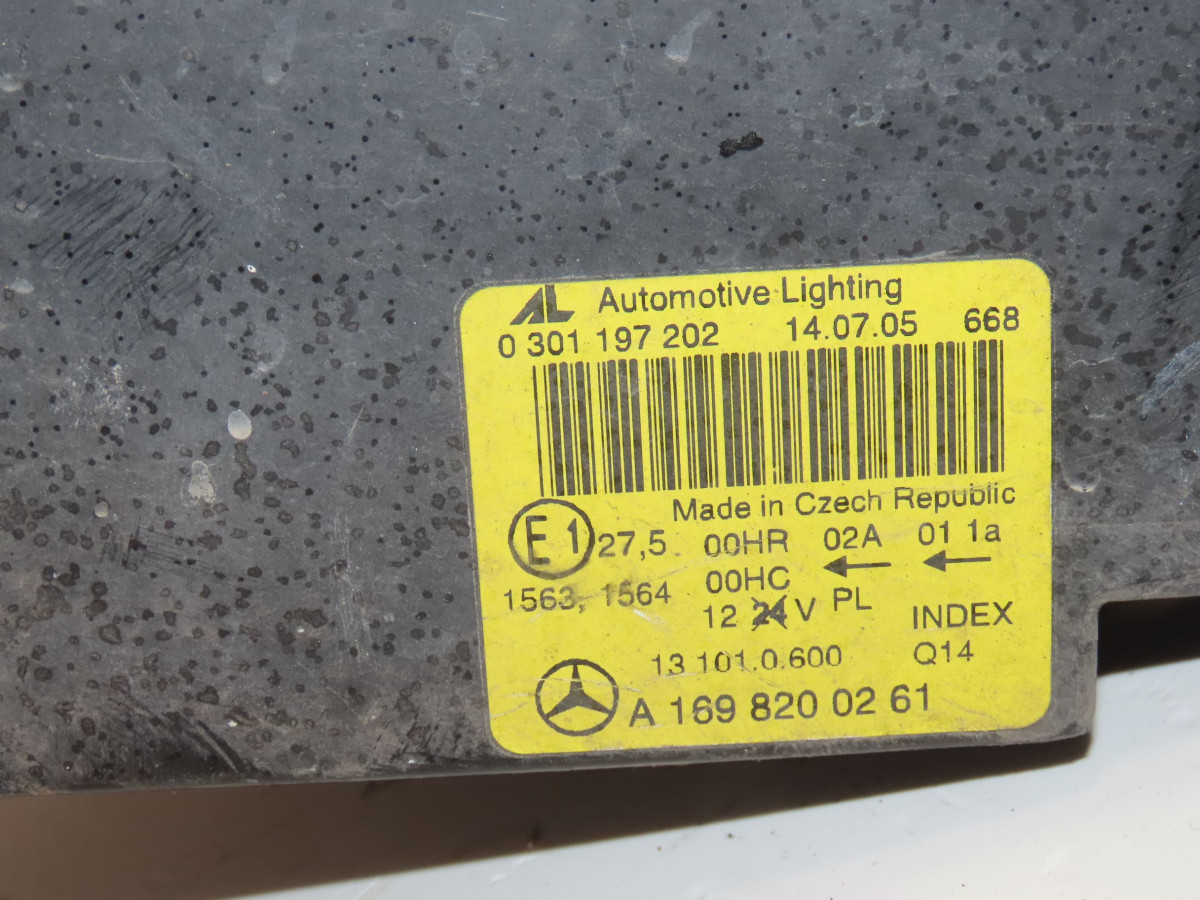 AL Automotive Lighting
0 301 197 202 14.07.05 668
Made in Czech Republic
E1 27,5 00HR 02A 01 1a
00HC ← ←
1563, 1564
12 24 V PL INDEX
13 101.0.600 Q14
A 169 820 02 61